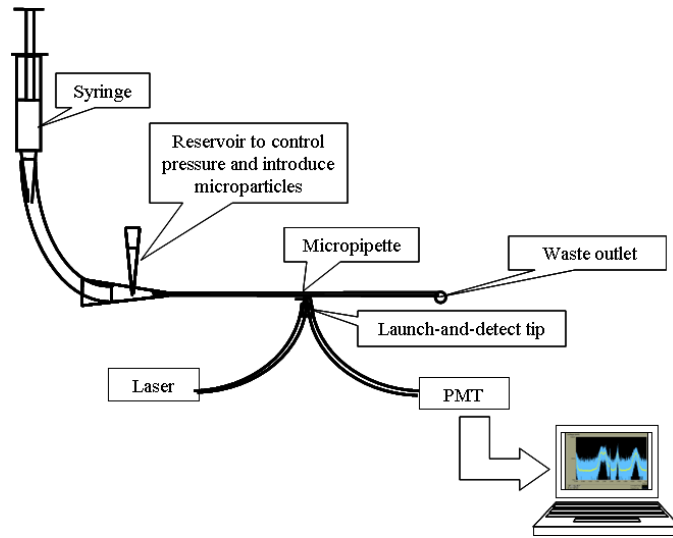 Syringe
Reservoir to control
pressure and introduce
microparticles
Micropipette
Waste outlet
Launch-and-detect tip
Laser
PMT